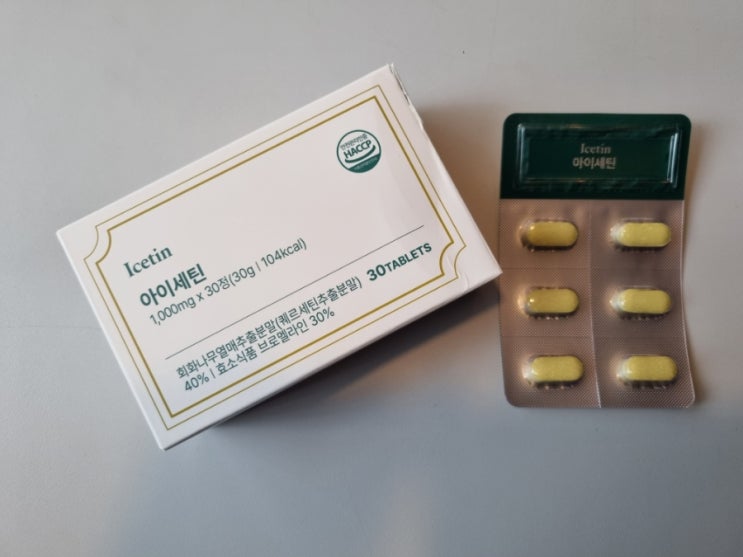 HACCP
Icetin
아이세틴
1,000mg x 30정(30g | 104kcal)
30TABLETS
회화나무열매추출분말(퀘르세틴추출분말)
40% | 효소식품 브로멜라인 30%
Icetin
아이세틴